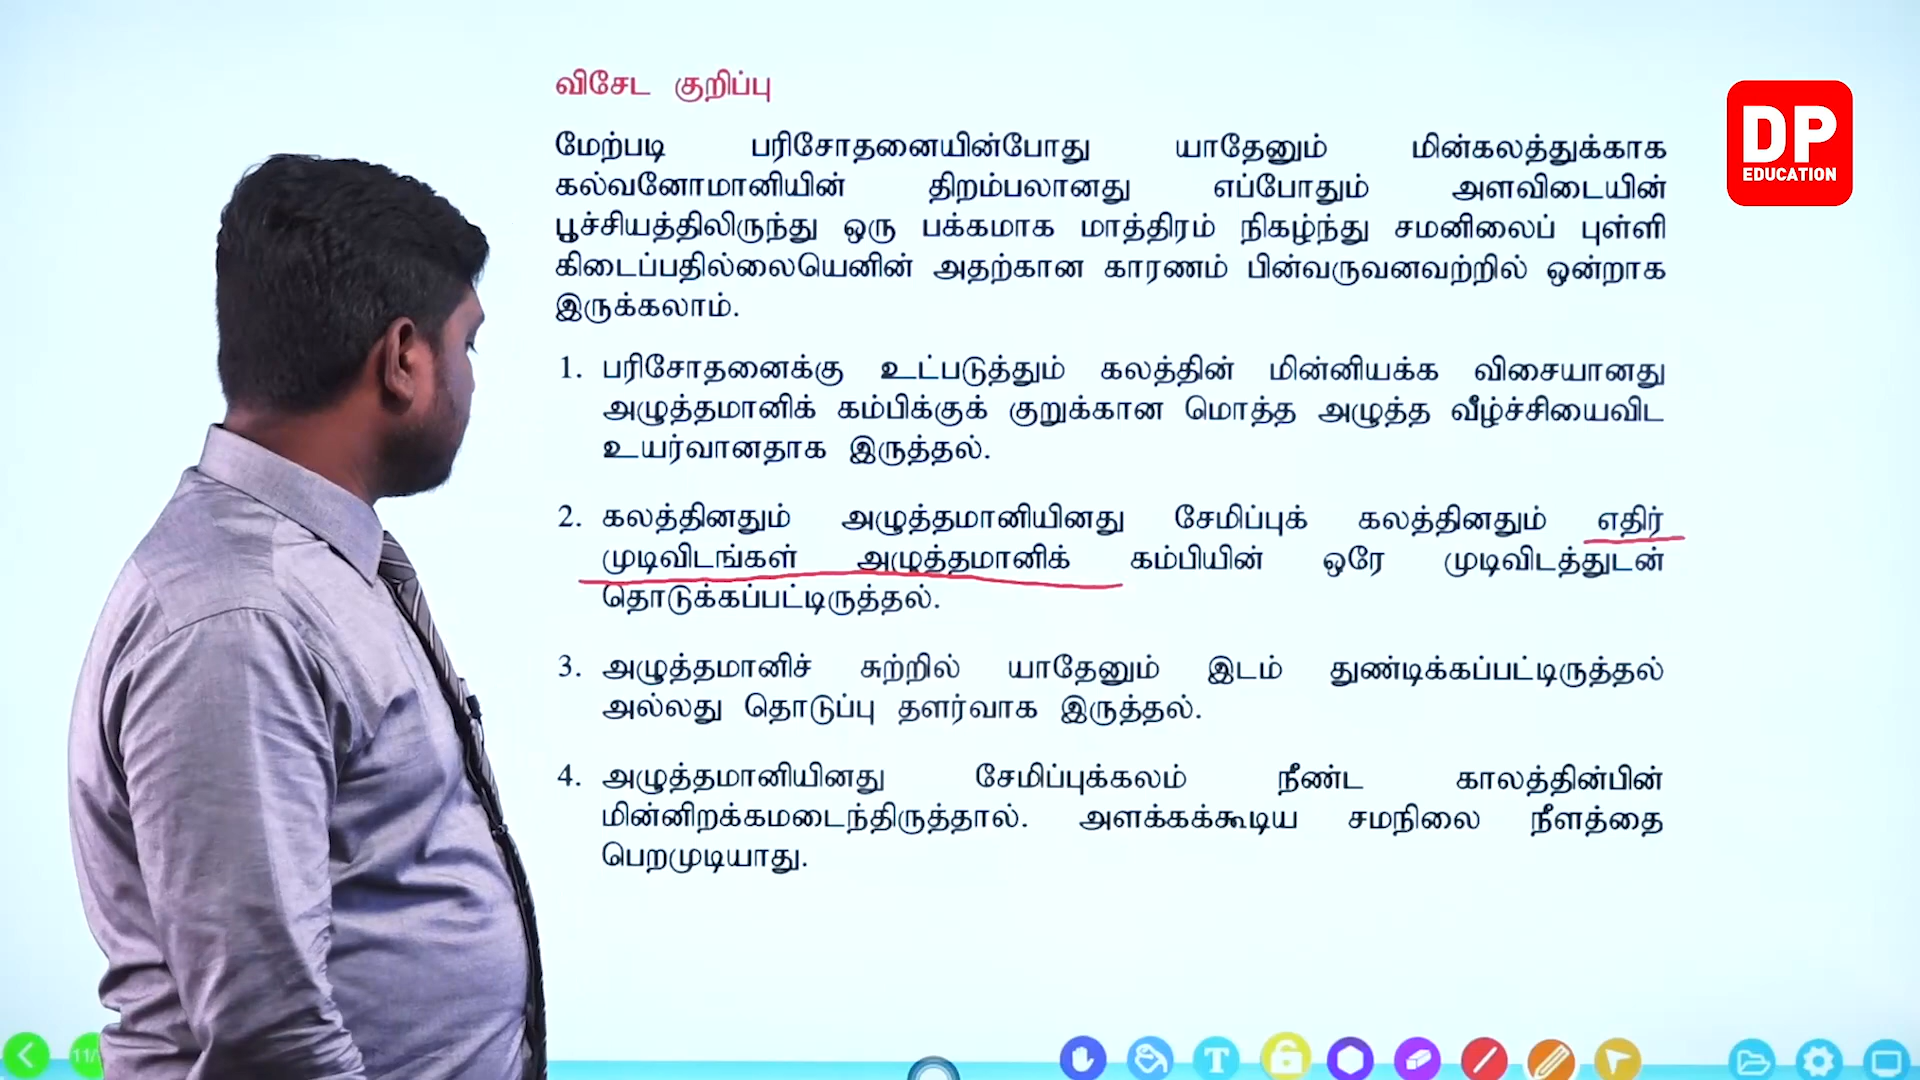 விசேட குறிப்பு
DP
EDUCATION
மேற்படி பரிசோதனையின்போது யாதேனும் மின்கலத்துக்காக
கல்வனோமானியின் திறம்பலானது எப்போதும் அளவிடையின்
பூச்சியத்திலிருந்து ஒரு பக்கமாக மாத்திரம் நிகழ்ந்து சமனிலைப் புள்ளி
கிடைப்பதில்லையெனின் அதற்கான காரணம் பின்வருவனவற்றில் ஒன்றாக
இருக்கலாம்.
1. பரிசோதனைக்கு உட்படுத்தும் கலத்தின் மின்னியக்க விசையானது
அழுத்தமானிக் கம்பிக்குக் குறுக்கான மொத்த அழுத்த வீழ்ச்சியைவிட
உயர்வானதாக இருத்தல்.
2. கலத்தினதும் அழுத்தமானியினது சேமிப்புக் கலத்தினதும் எதிர்
முடிவிடங்கள் அழுத்தமானிக் கம்பியின் ஒரே முடிவிடத்துடன்
தொடுக்கப்பட்டிருத்தல்.
3. அழுத்தமானிச் சுற்றில் யாதேனும் இடம் துண்டிக்கப்பட்டிருத்தல்
அல்லது தொடுப்பு தளர்வாக இருத்தல்.
4. அழுத்தமானியினது சேமிப்புக்கலம் நீண்ட காலத்தின்பின்
மின்னிறக்கமடைந்திருத்தால். அளக்கக்கூடிய சமநிலை நீளத்தை
பெறமுடியாது.
11/
T